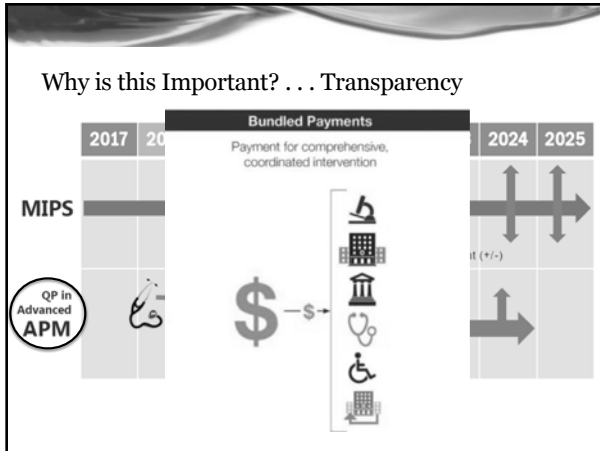 Why is this Important? . . . Transparency
Bundled Payments
Payment for comprehensive,
coordinated intervention
2017 20
2024 2025
MIPS
(+/-)
QP in
Advanced
APM
$ $